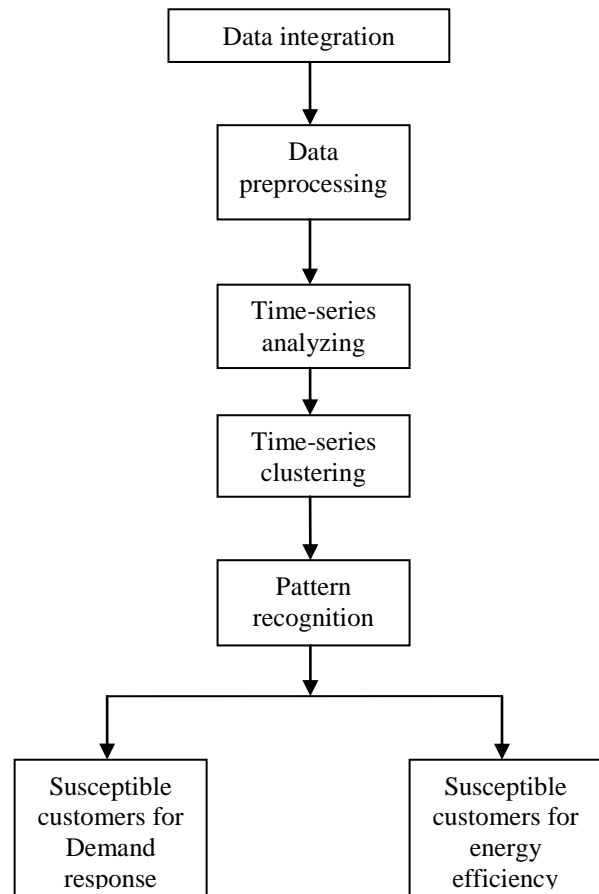 Data integration
Data
preprocessing
Time-series
analyzing
Time-series
clustering
Pattern
recognition
Susceptible
customers for
Demand
response
Susceptible
customers for
energy
efficiency